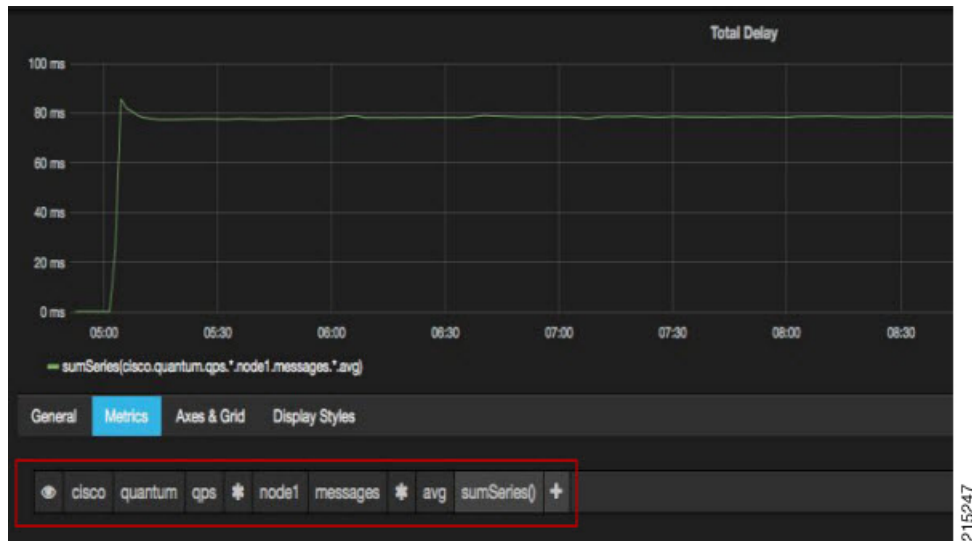 Total Delay
100 ms
80 ms
60 ms
40 ms
20 ms
0 ms
05:00 05:30 06:00 06:30 07:00 07:30 08:00 08:30
sumSeries(cisco.quantum.qps.*.node1.messages.*.avg)
General Metrics Axes & Grid Display Styles
cisco quantum qps * node1 messages * avg sumSeries() +
215247